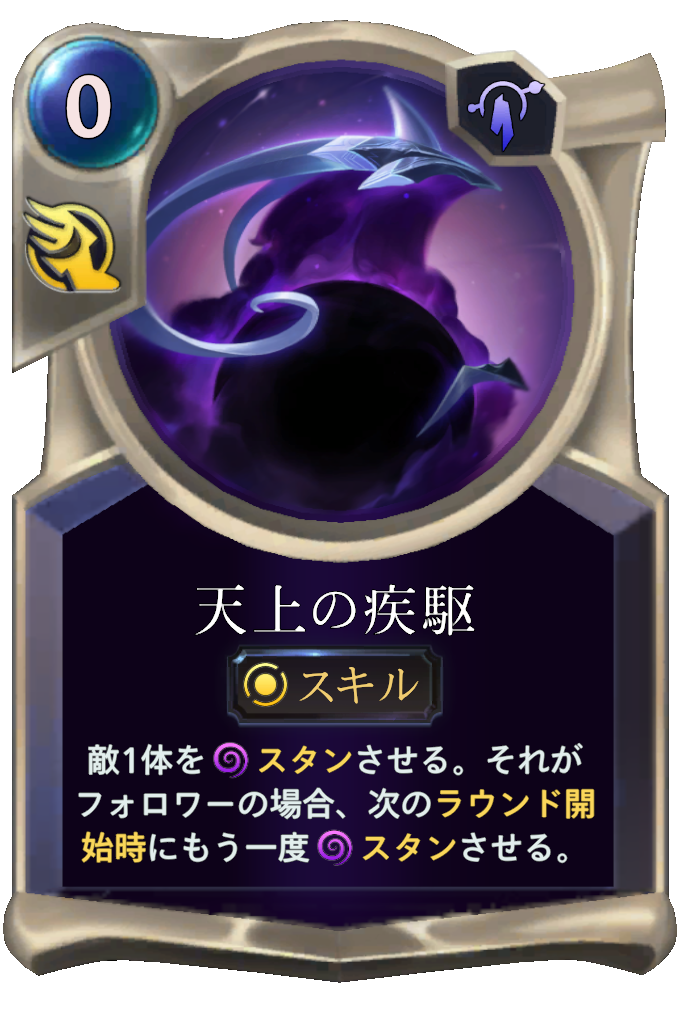 0
天上の疾駆
スキル
敵1体をスタンさせる。それが
フォロワーの場合、次のラウンド開
始時にもう一度スタンさせる。